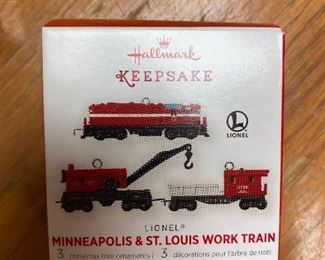 Hallmark
KEEPSAKE
LIONEL
LIONEL®
MINNEAPOLIS & ST. LOUIS WORK TRAIN
3 christmas tree ornaments | 3 décorations pour l'arbre de noël